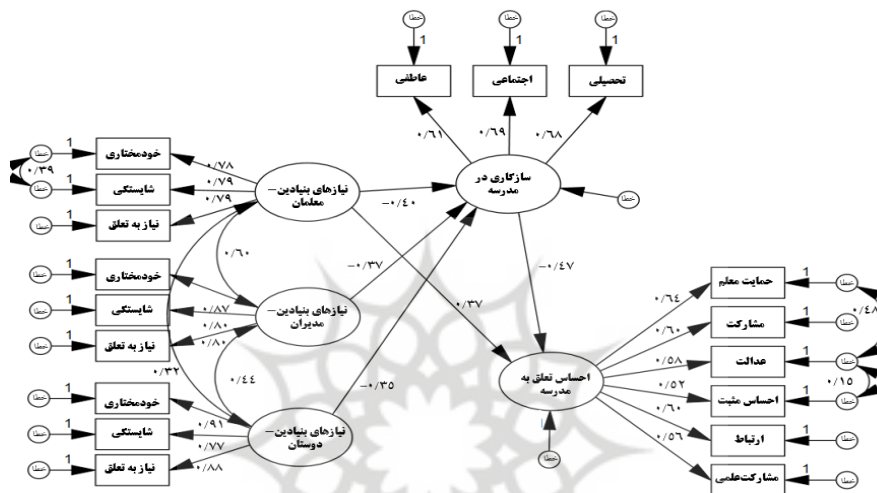 خطا
خطا
خطا
1
1
1
عاطفی
اجتماعی
تحصیلی
۰/۶۱
۰/۶۹
۰/۶۸
سازکاری در
مدرسه
خطا
خطا
1
خودمختاری
۰/۷۸
۰/۳۹
خطا
1
شایستگی
۰/۷۹
خطا
1
نیاز به تعلق
۰/۷۹
نیازهای بنیادین–
معلمان
–۰/۴۰
۰/۶۰
–۰/۳۷
۰/۳۷
–۰/۴۷
خطا
1
خودمختاری
خطا
1
شایستگی
۰/۸۷
خطا
1
نیاز به تعلق
۰/۸۰
۰/۸۰
نیازهای بنیادین–
مدیران
۰/۳۲
۰/۴۴
–۰/۳۵
خطا
1
خودمختاری
۰/۹۱
خطا
1
شایستگی
۰/۷۷
خطا
1
نیاز به تعلق
۰/۸۸
نیازهای بنیادین–
دوستان
احساس تعلق به
مدرسه
1
خطا
۰/۶۴
حمایت معلم
1
خطا
۰/۴۸
۰/۶۰
مشارکت
1
خطا
۰/۵۸
عدالت
1
خطا
۰/۱۵
۰/۵۲
احساس مثبت
1
خطا
۰/۶۰
ارتباط
1
خطا
۰/۵۶
مشارکت علمی
1
خطا